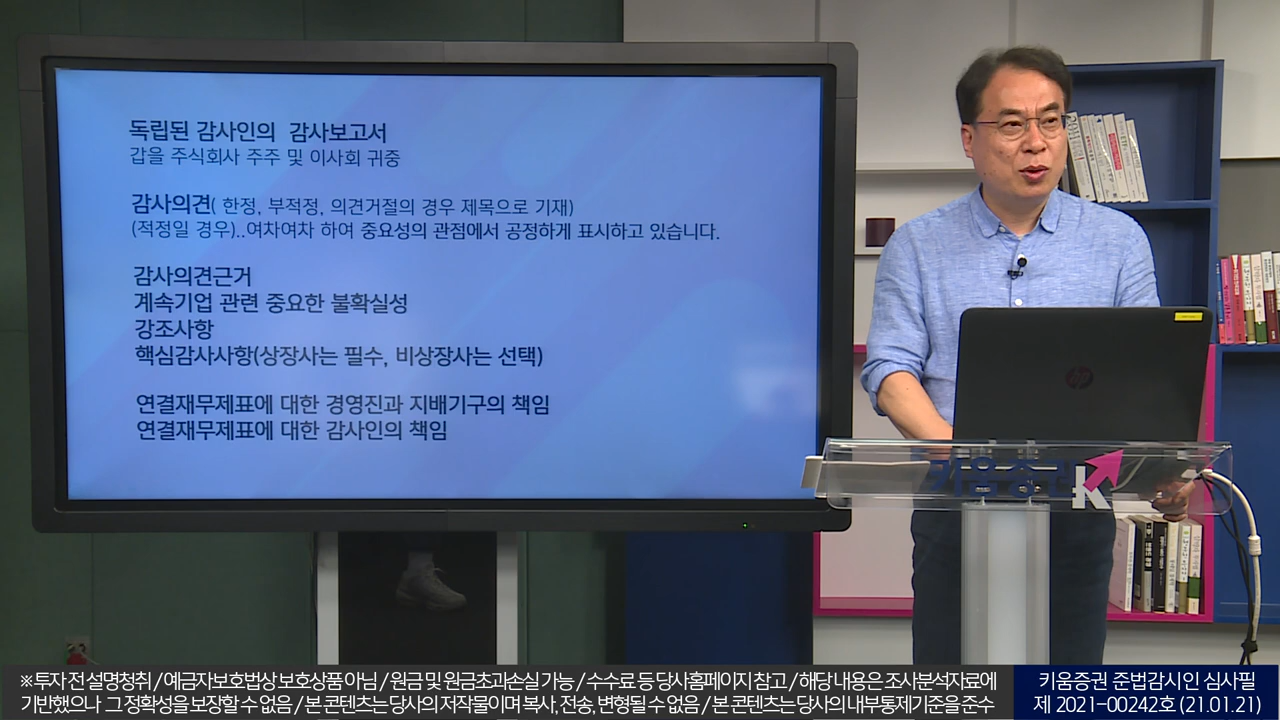 독립된 감사인의 감사보고서
갑을 주식회사 주주 및 이사회 귀중
감사의견( 한정, 부적정, 의견거절의 경우 제목으로 기재)
(적정일 경우)..여차여차 하여 중요성의 관점에서 공정하게 표시하고 있습니다.
감사의견근거
계속기업 관련 중요한 불확실성
강조사항
핵심감사사항(상장사는 필수, 비상장사는 선택)
연결재무제표에 대한 경영진과 지배기구의 책임
연결재무제표에 대한 감사인의 책임
hp
키움증권
K
※ 투자 전 설명청취 / 예금자보호법상 보호상품 아님 / 원금 및 원금초과손실 가능 / 수수료 등 당사홈페이지 참고 / 해당 내용은 조사분석자료에
기반했으나 그 정확성을 보장할 수 없음 / 본 콘텐츠는 당사의 저작물이며 복사, 전송, 변형될 수 없음 / 본 콘텐츠는 당사의 내부통제기준을 준수
키움증권 준법감시인 심사필
제 2021-00242호 (21.01.21)